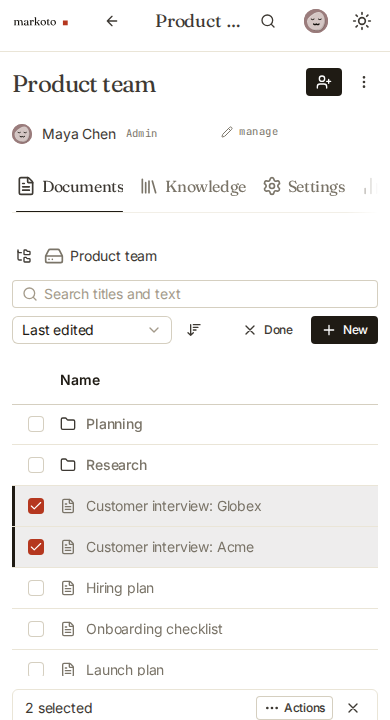 markoto
Product ...
Product team
Maya Chen Admin
manage
Documents Knowledge Settings
Product team
Search titles and text
Last edited
Done
New
Name
Planning
Research
Customer interview: Globex
Customer interview: Acme
Hiring plan
Onboarding checklist
Launch plan
2 selected
Actions